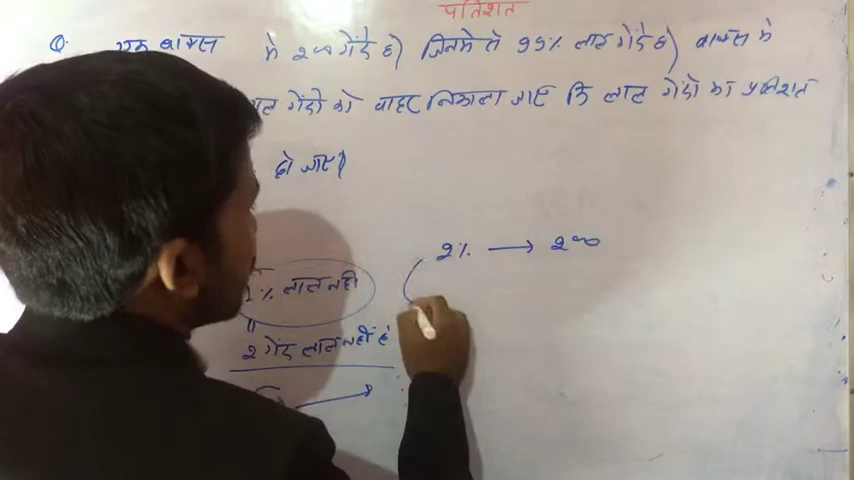 प्रतिशत
Q. एक बाक्स मे 200 गेंदे है) जिनमे से 99% लाल गेंदे है) बाक्स मे
लाल गेंदो को बाहर निकाला जाए कि लाल गेंदो का प्रतिशत
हो जाए।
2% → 200
1% लाल नही
"
2 गेंद लाल नहीं है